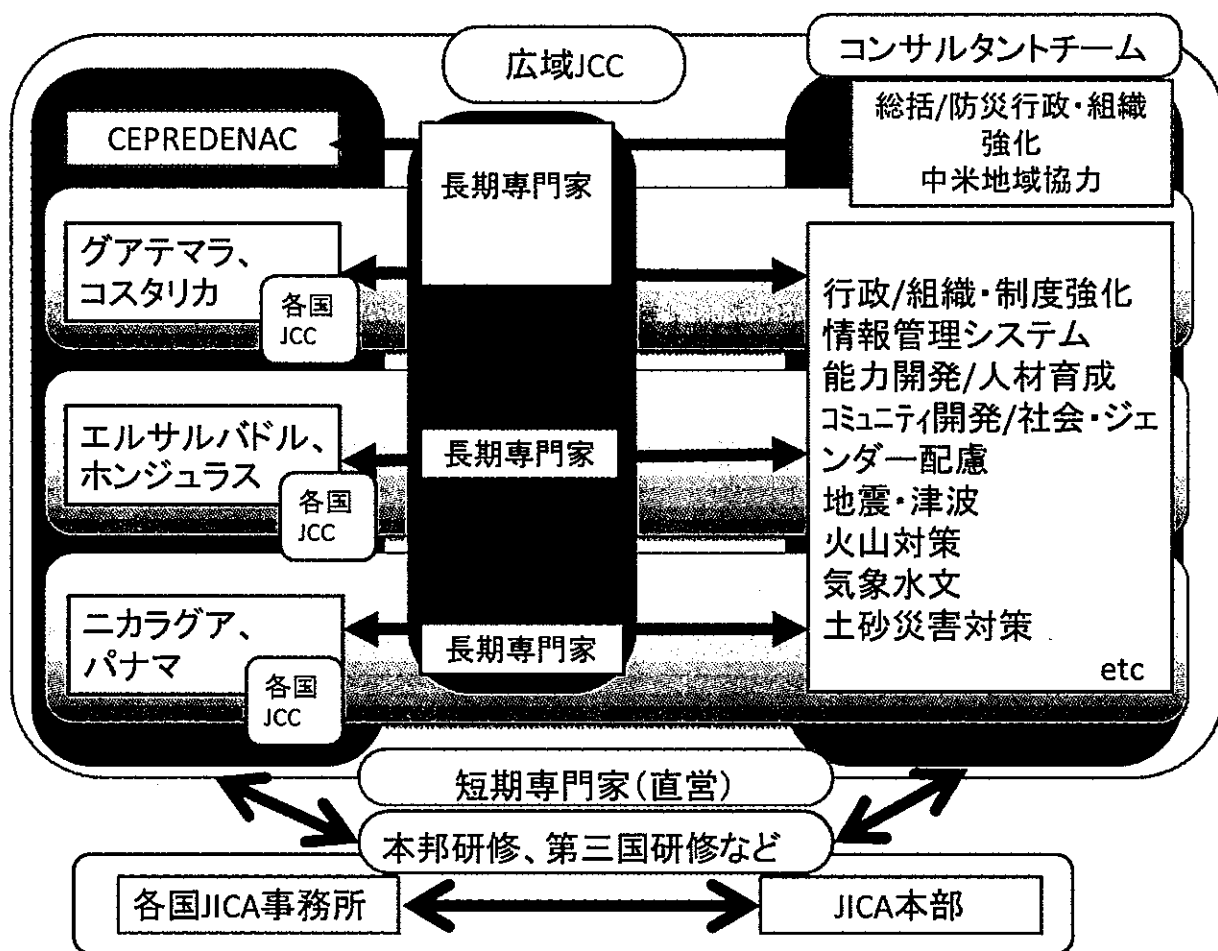 広域JCC
コンサルタントチーム
CEPREDENAC
長期専門家
総括/防災行政・組織
強化
中米地域協力
グアテマラ、
コスタリカ
各国
JCC
行政/組織・制度強化
情報管理システム
能力開発/人材育成
コミュニティ開発/社会・ジェ
ンダー配慮
地震・津波
火山対策
気象水文
土砂災害対策
etc
エルサルバドル、
ホンジュラス
各国
JCC
長期専門家
ニカラグア、
パナマ
各国
JCC
長期専門家
短期専門家(直営)
本邦研修、第三国研修など
各国JICA事務所
JICA本部